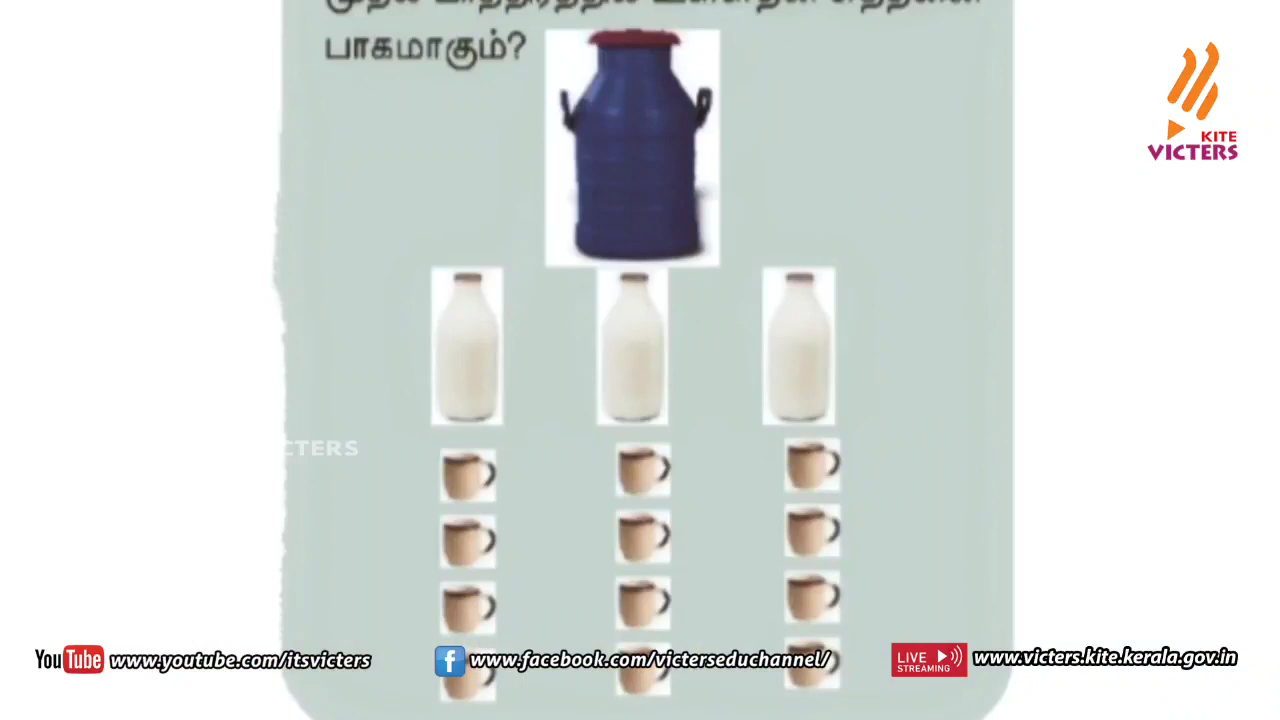 பாகமாகும்?
KITE
VICTERS
CTERS
You Tube www.youtube.com/itsvicters
f www.facebook.com/victerseduchannel/
LIVE STREAMING www.victers.kite.kerala.gov.in